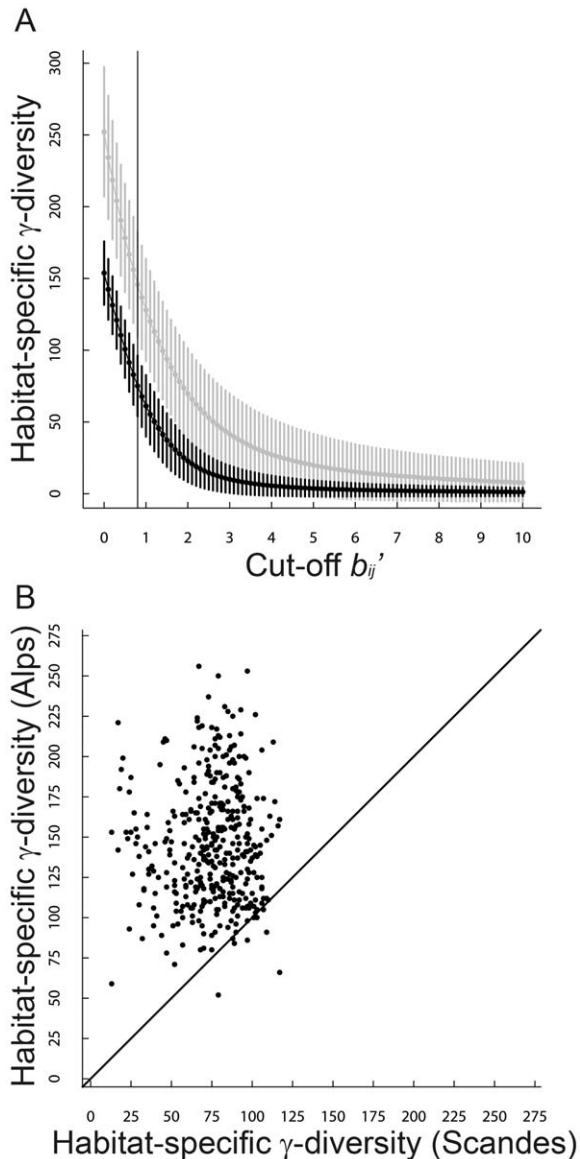 A
Habitat-specific γ-diversity
300
250
200
150
100
50
0
0 1 2 3 4 5 6 7 8 9 10
Cut-off bij’
B
Habitat-specific γ-diversity (Alps)
275
250
225
200
175
150
125
100
75
50
25
0
0 25 50 75 100 125 150 175 200 225 250 275
Habitat-specific γ-diversity (Scandes)